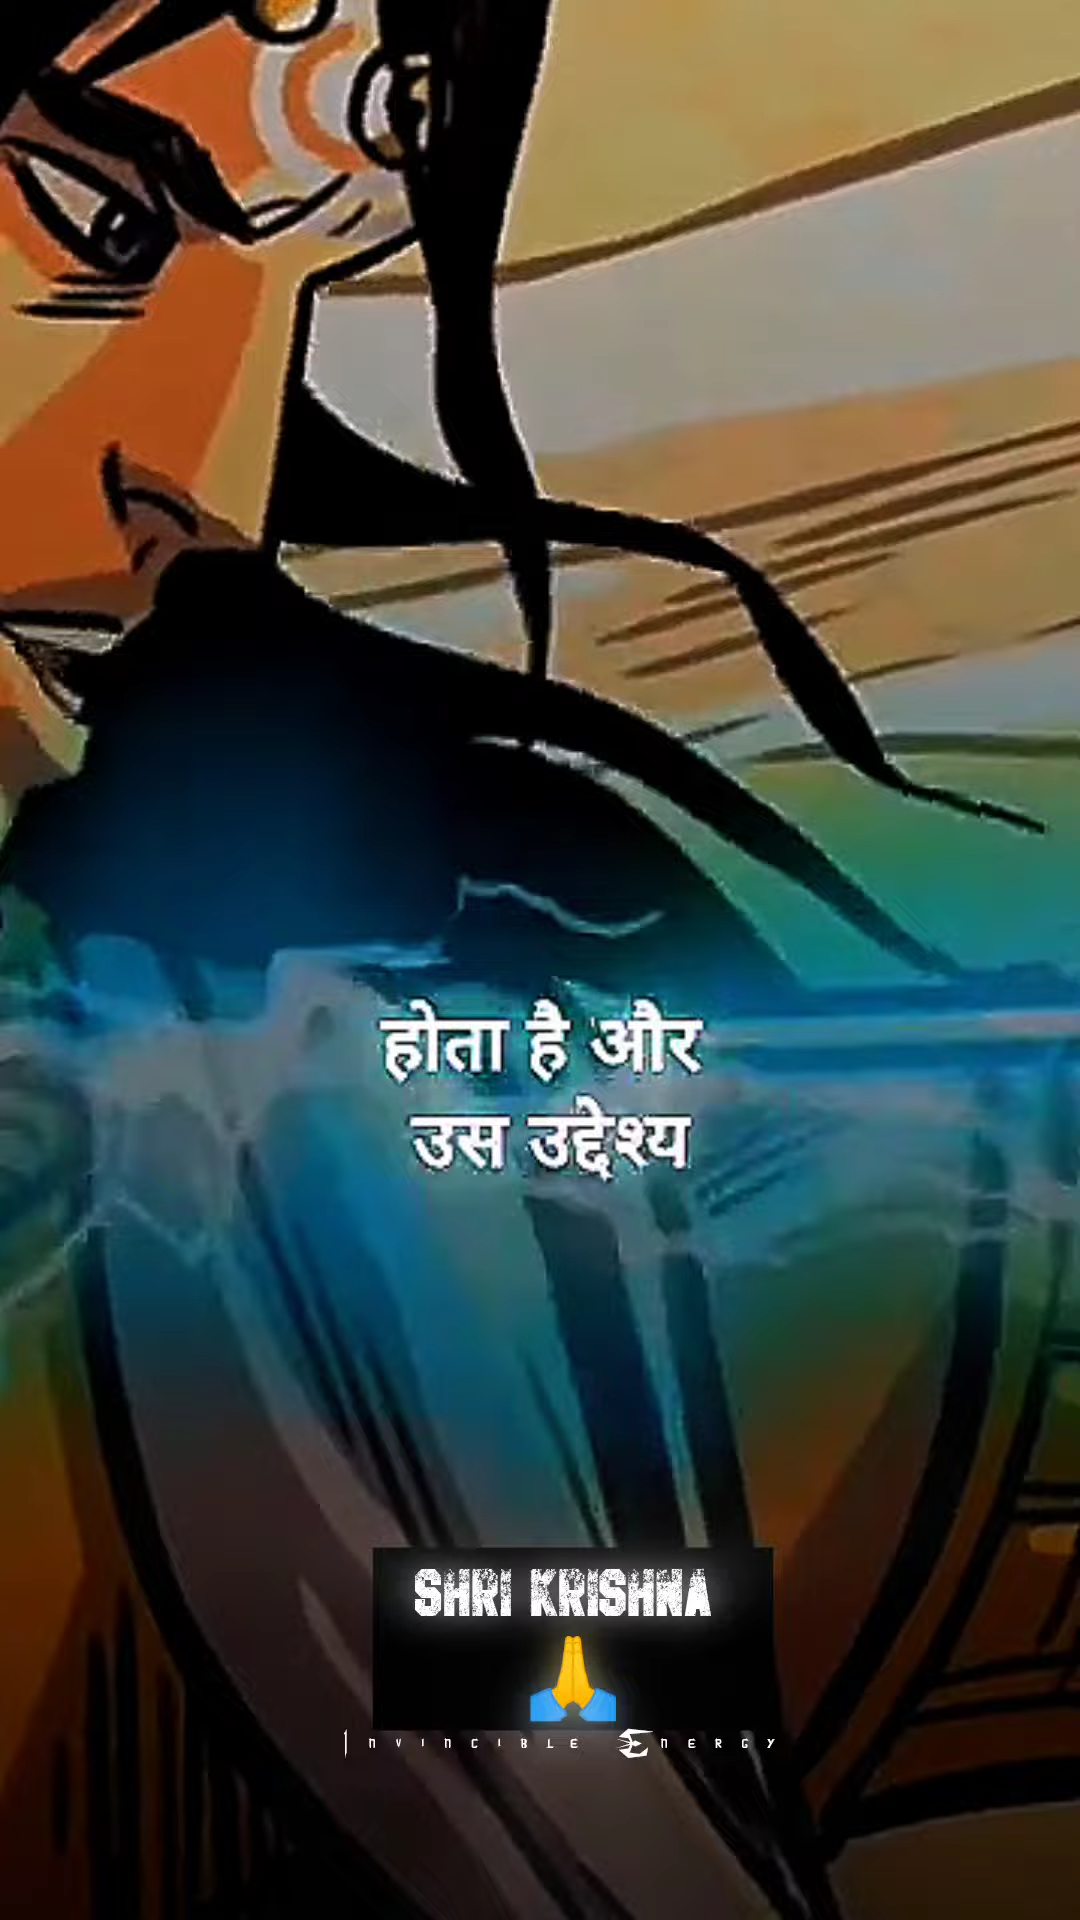 होता है और
उस उद्देश्य
SHRI KRISHNA
🙏
INVINCIBLE ENERGY